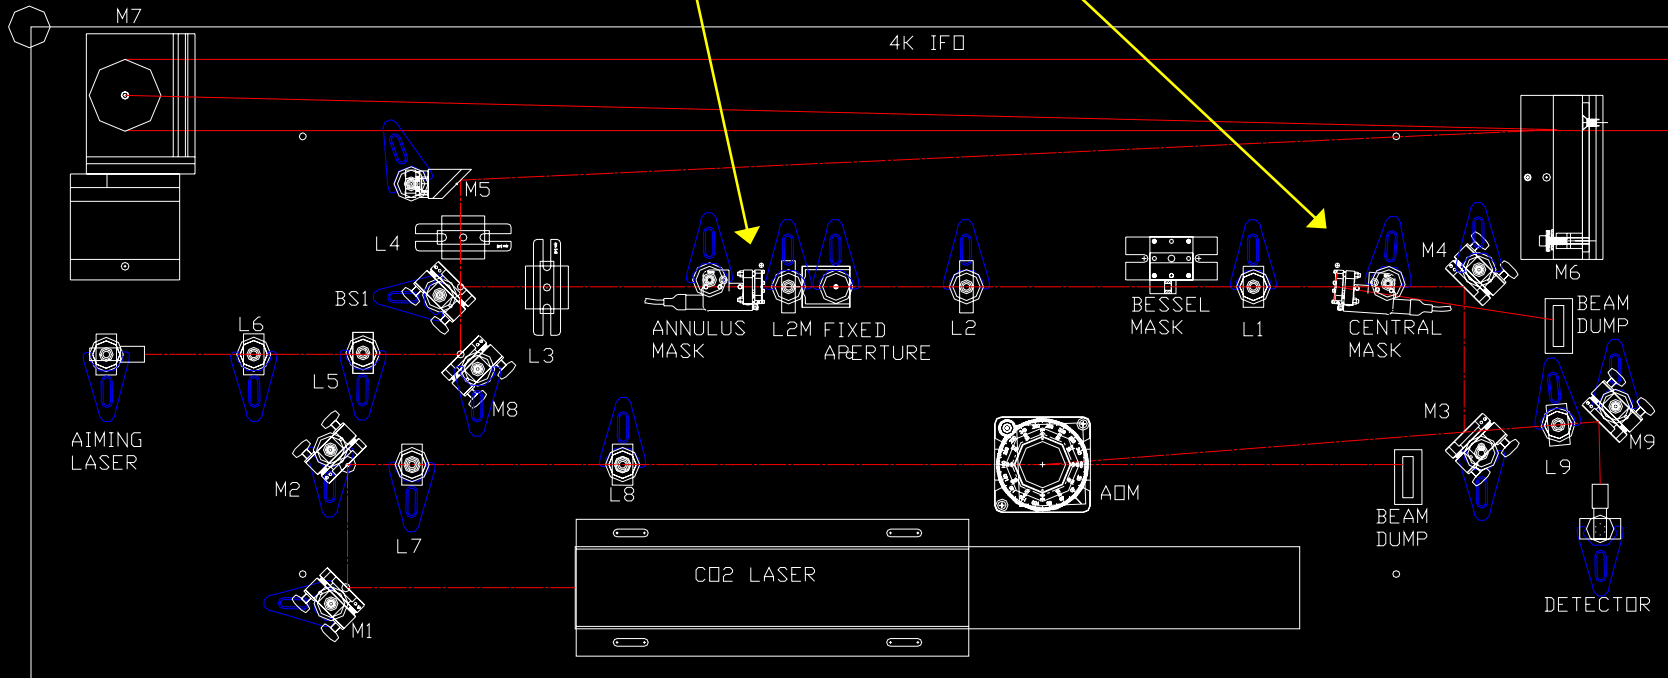 M7
4K IFO
M5
L4
M4
M6
BS1
BEAM
DUMP
L6
ANNULUS
MASK
L2M
FIXED
APERTURE
L2
BESSEL
MASK
L1
CENTRAL
MASK
L3
L5
M8
M3
M9
AIMING
LASER
L9
M2
L8
AOM
BEAM
DUMP
L7
CO2 LASER
DETECTOR
M1